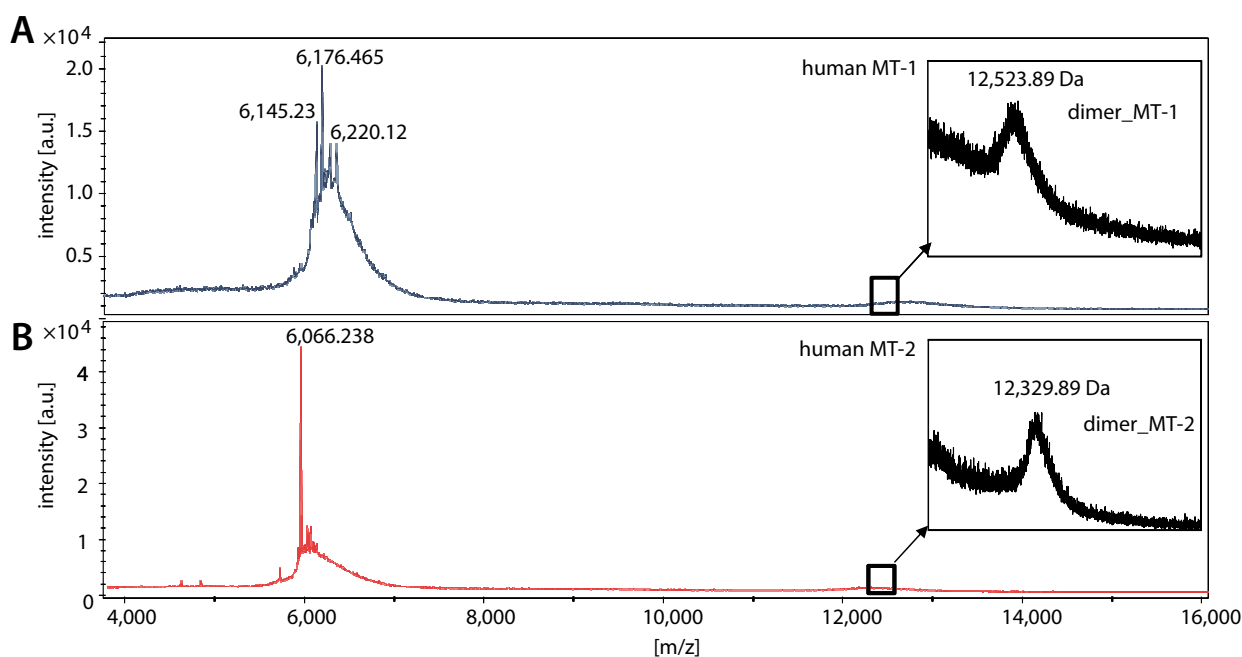 A
×10⁴
2.0
1.5
1.0
0.5
intensity [a.u.]
6,176.465
6,145.23
6,220.12
human MT-1
12,523.89 Da
dimer_MT-1
B
×10⁴
4
3
2
1
0
intensity [a.u.]
6,066.238
human MT-2
12,329.89 Da
dimer_MT-2
4,000 6,000 8,000 10,000 12,000 14,000 16,000
[m/z]